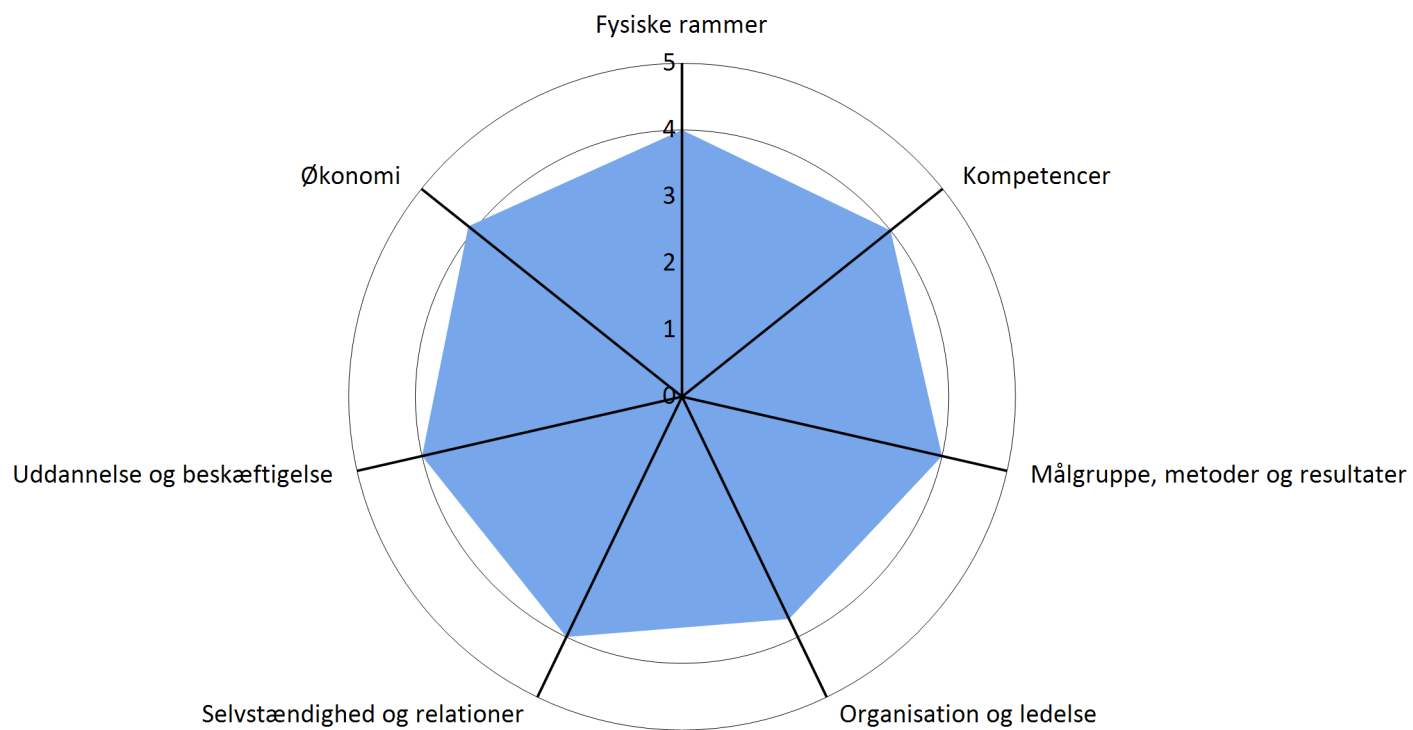 Fysiske rammer
5
4
3
2
1
0
Økonomi
Kompetencer
Uddannelse og beskæftigelse
Målgruppe, metoder og resultater
Selvstændighed og relationer
Organisation og ledelse